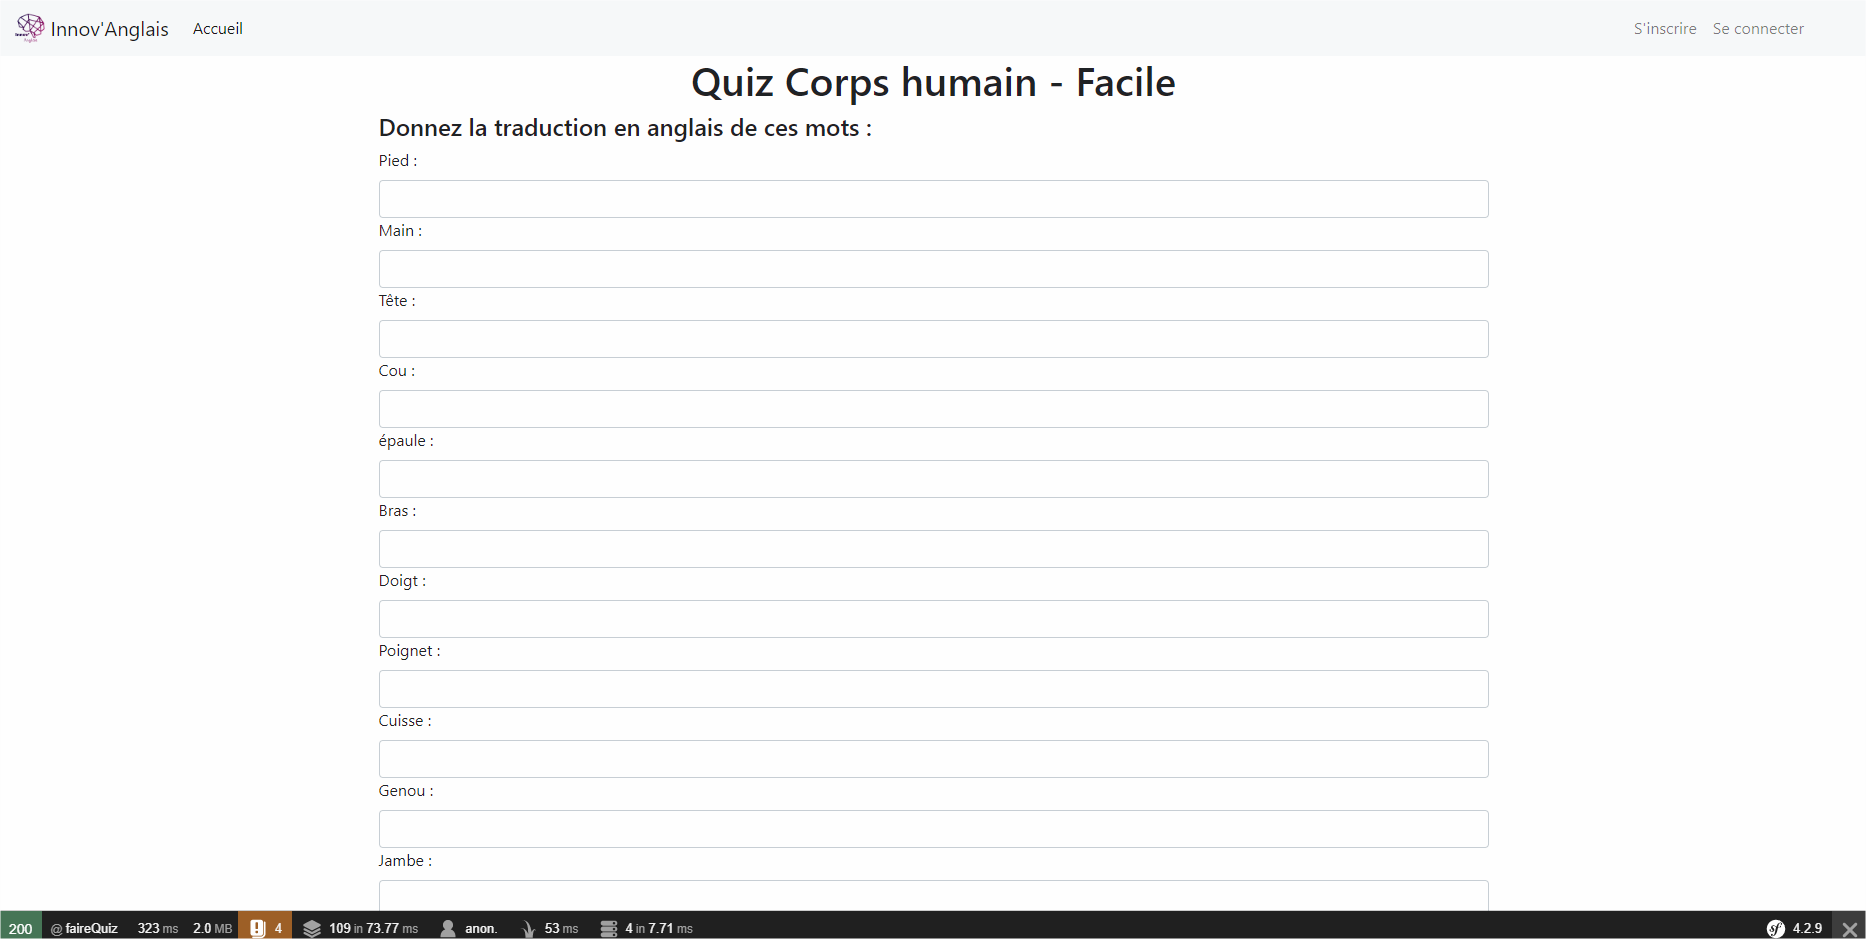 Innov'Anglais Accueil S'inscrire Se connecter
Quiz Corps humain - Facile
Donnez la traduction en anglais de ces mots :
Pied :
Main :
Tête :
Cou :
épaule :
Bras :
Doigt :
Poignet :
Cuisse :
Genou :
Jambe :
200 @ faireQuiz 323 ms 2.0 MB 4 109 in 73.77 ms anon. 53 ms 4 in 7.71 ms sf 4.2.9